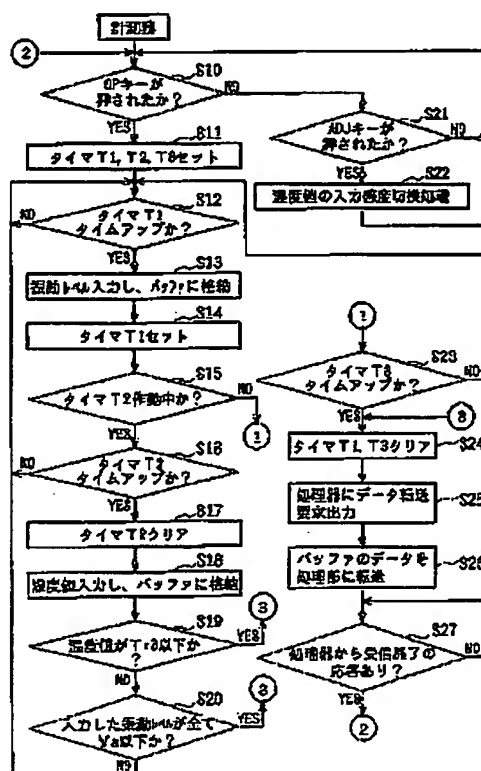 計測器
②
S10
OPキーが
押されたか？
NO
YES
S11
タイマT1, T2, T3セット
S21
ADJキーが
押されたか？
NO
YES
S22
温度値の入力感度切換処理
S12
タイマT1
タイムアップか？
NO
YES
S13
振動レベル入力し、バッファに格納
S14
タイマT1セット
S15
タイマT2作動中か？
NO
①
YES
S16
タイマT2
タイムアップか？
NO
YES
S17
タイマT2クリア
S18
温度値入力し、バッファに格納
S19
温度値がTra以下か
？
YES
③
NO
S20
入力した振動レベルが全て
Va以下か？
YES
③
NO
①
S23
タイマT3
タイムアップか？
NO
YES
③
タイマT1, T3クリア
S24
処理器にデータ転送
要求出力
S25
バッファのデータを
処理部に転送
S26
S27
処理器から受信終了の
応答あり？
NO
YES
②